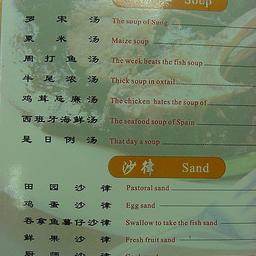 Soup
罗宋汤 The soup of Sung
粟米汤 Maize soup
周打鱼汤 The week beats the fish soup
牛尾浓汤 Thick soup in oxtail
鸡茸忌廉汤 The chicken hates the soup of
西班牙海鲜汤 The seafood soup of Spain
是日例汤 That day a soup
沙律 Sand
田园沙律 Pastoral sand
鸡蛋沙律 Egg sand
吞拿鱼薯仔沙律 Swallow to take the fish sand
鲜果沙律 Fresh fruit sand